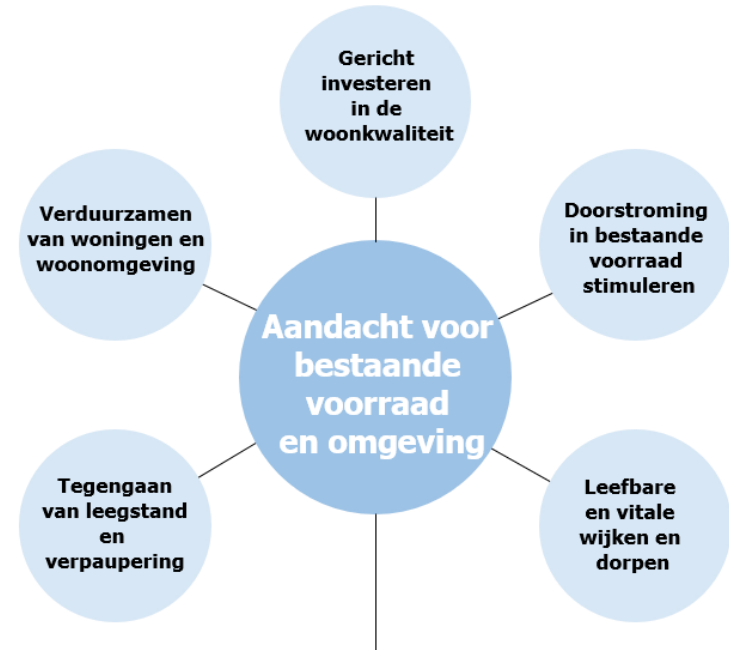 Gericht
investeren
in de
woonkwaliteit
Verduurzamen
van woningen en
woonomgeving
Doorstroming
in bestaande
voorraad
stimuleren
Aandacht voor
bestaande
voorraad
en omgeving
Tegengaan
van leegstand
en
verpaupering
Leefbare
en vitale
wijken en
dorpen